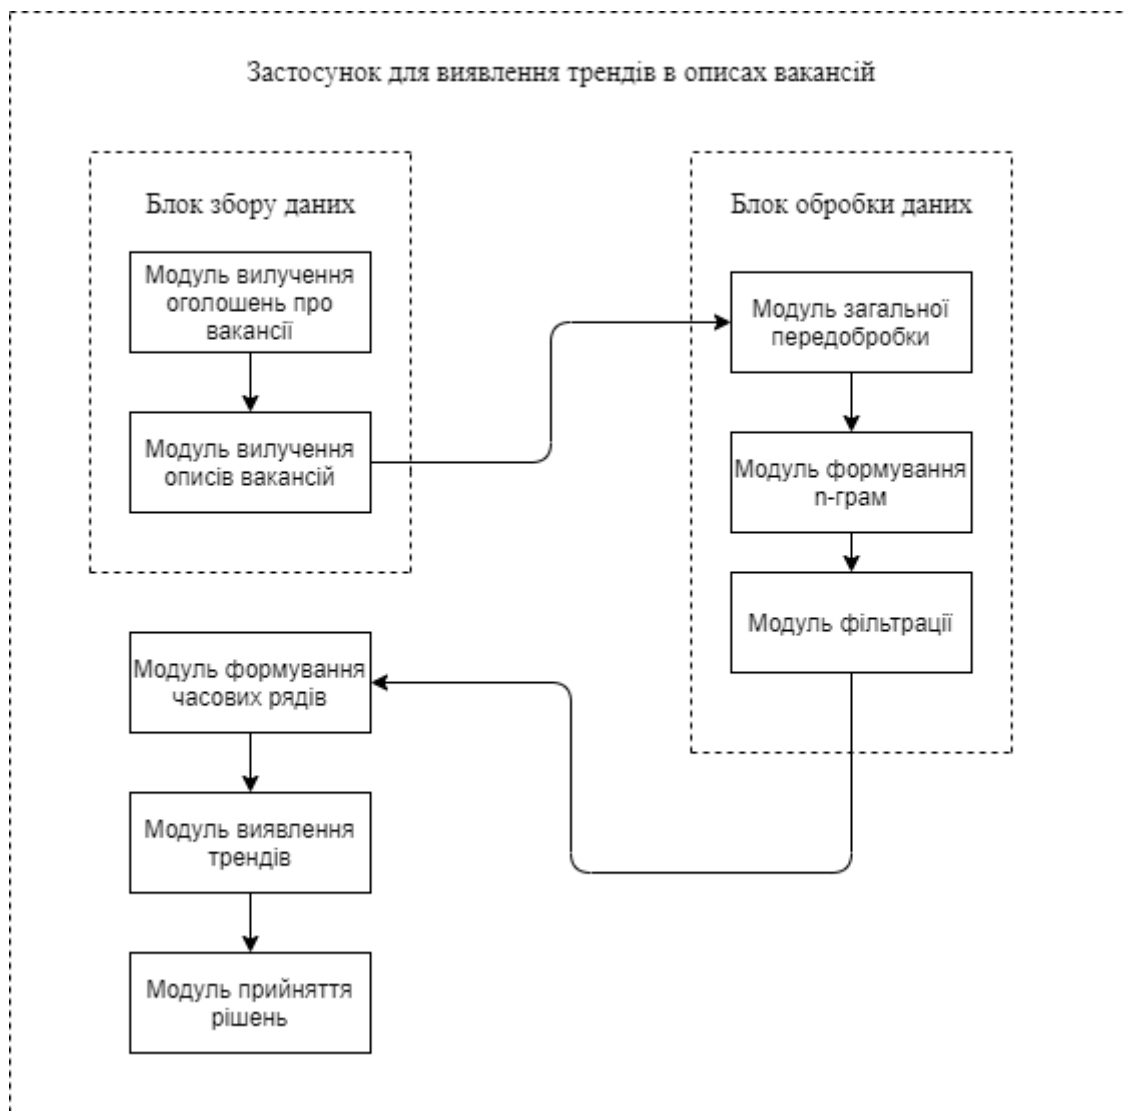 Застосунок для виявлення трендів в описах вакансій
Блок збору даних
Модуль вилучення
оголошень про
вакансії
Модуль вилучення
описів вакансій
Блок обробки даних
Модуль загальної
передобробки
Модуль формування
n-грам
Модуль фільтрації
Модуль формування
часових рядів
Модуль виявлення
трендів
Модуль прийняття
рішень